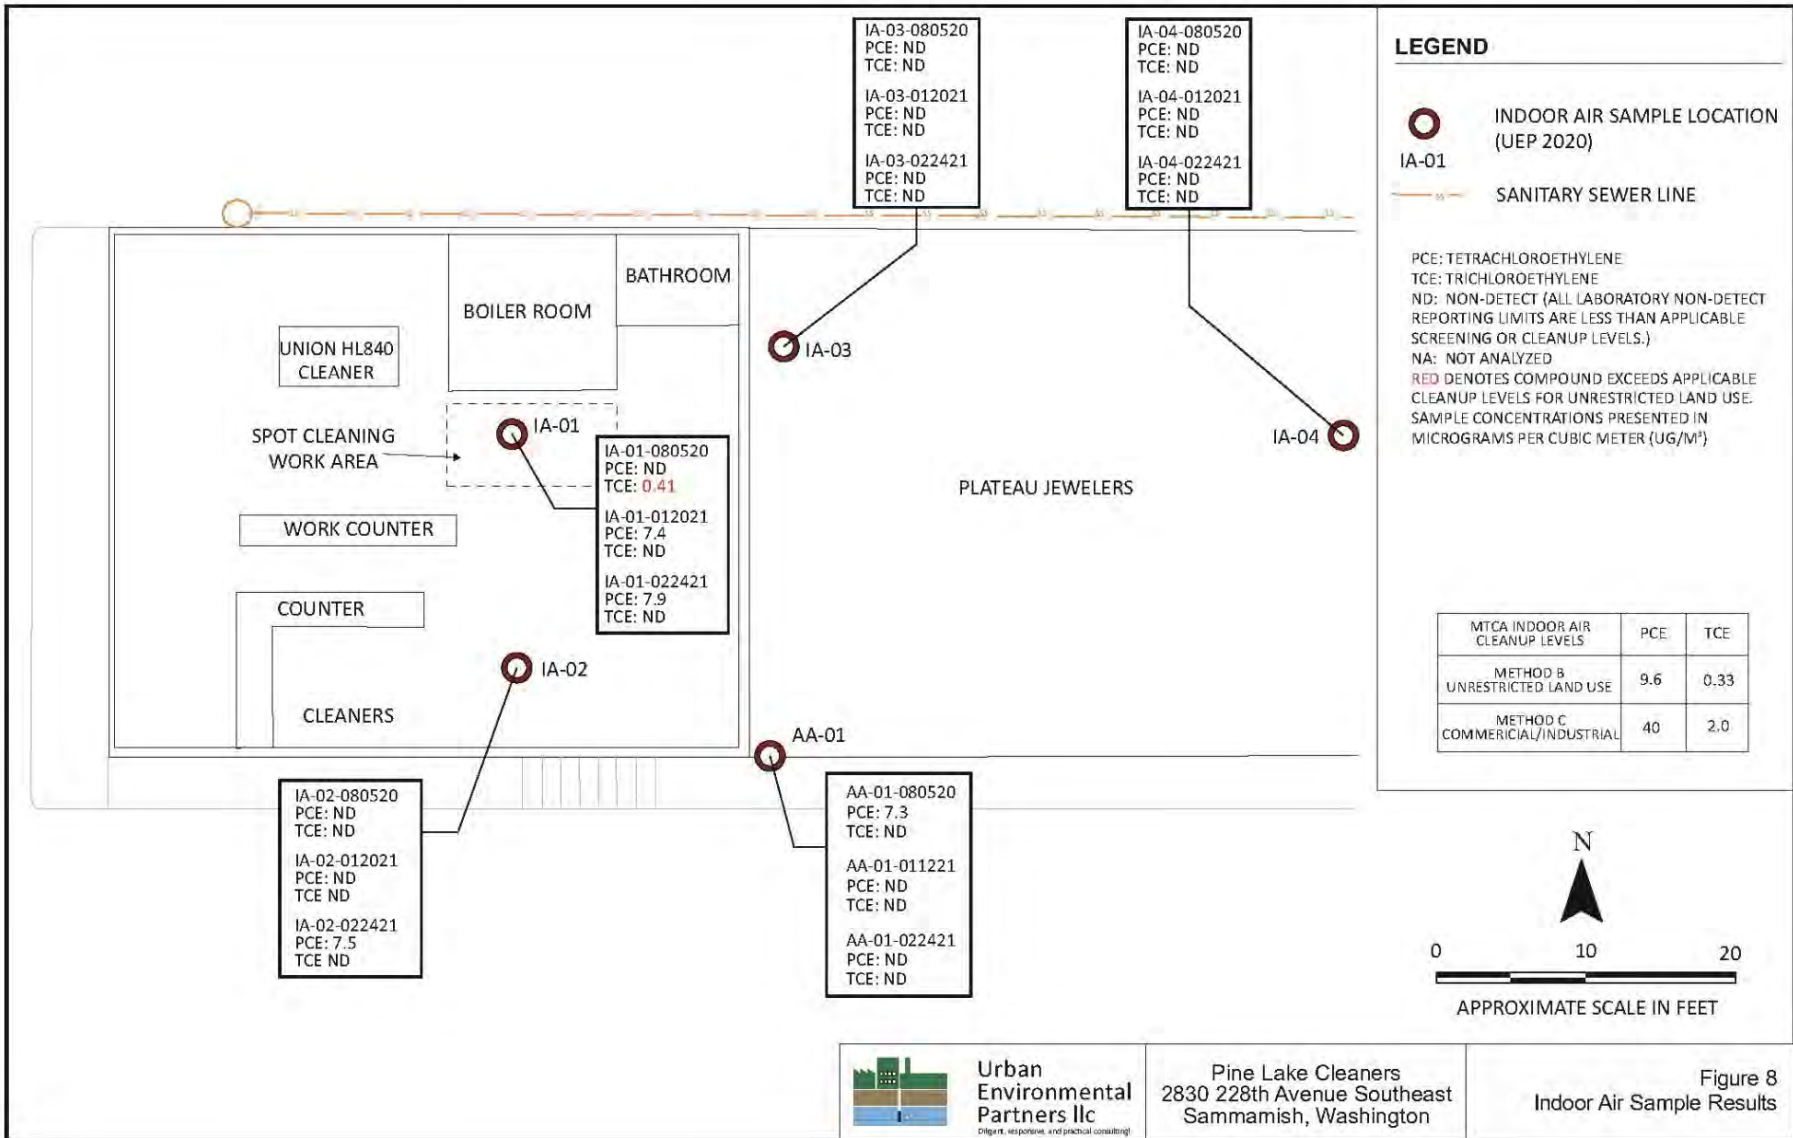 IA-03-080520
PCE: ND
TCE: ND
IA-03-012021
PCE: ND
TCE: ND
IA-03-022421
PCE: ND
TCE: ND
IA-04-080520
PCE: ND
TCE: ND
IA-04-012021
PCE: ND
TCE: ND
IA-04-022421
PCE: ND
TCE: ND
BATHROOM
BOILER ROOM
UNION HL840
CLEANER
IA-03
IA-01
SPOT CLEANING
WORK AREA
IA-04
IA-01-080520
PCE: ND
TCE: 0.41
IA-01-012021
PCE: 7.4
TCE: ND
IA-01-022421
PCE: 7.9
TCE: ND
PLATEAU JEWELERS
WORK COUNTER
COUNTER
IA-02
CLEANERS
AA-01
IA-02-080520
PCE: ND
TCE: ND
IA-02-012021
PCE: ND
TCE ND
IA-02-022421
PCE: 7.5
TCE ND
AA-01-080520
PCE: 7.3
TCE: ND
AA-01-011221
PCE: ND
TCE: ND
AA-01-022421
PCE: ND
TCE: ND
LEGEND
INDOOR AIR SAMPLE LOCATION
(UEP 2020)
IA-01
SANITARY SEWER LINE
PCE: TETRACHLOROETHYLENE
TCE: TRICHLOROETHYLENE
ND: NON-DETECT (ALL LABORATORY NON-DETECT
REPORTING LIMITS ARE LESS THAN APPLICABLE
SCREENING OR CLEANUP LEVELS.)
NA: NOT ANALYZED
RED DENOTES COMPOUND EXCEEDS APPLICABLE
CLEANUP LEVELS FOR UNRESTRICTED LAND USE.
SAMPLE CONCENTRATIONS PRESENTED IN
MICROGRAMS PER CUBIC METER (UG/M³)
MTCA INDOOR AIR
CLEANUP LEVELS
PCE
TCE
METHOD B
UNRESTRICTED LAND USE
9.6
0.33
METHOD C
COMMERICIAL/INDUSTRIAL
40
2.0
N
0
10
20
APPROXIMATE SCALE IN FEET
Urban
Environmental
Partners llc
Diligent, responsive, and practical consulting!
Pine Lake Cleaners
2830 228th Avenue Southeast
Sammamish, Washington
Figure 8
Indoor Air Sample Results